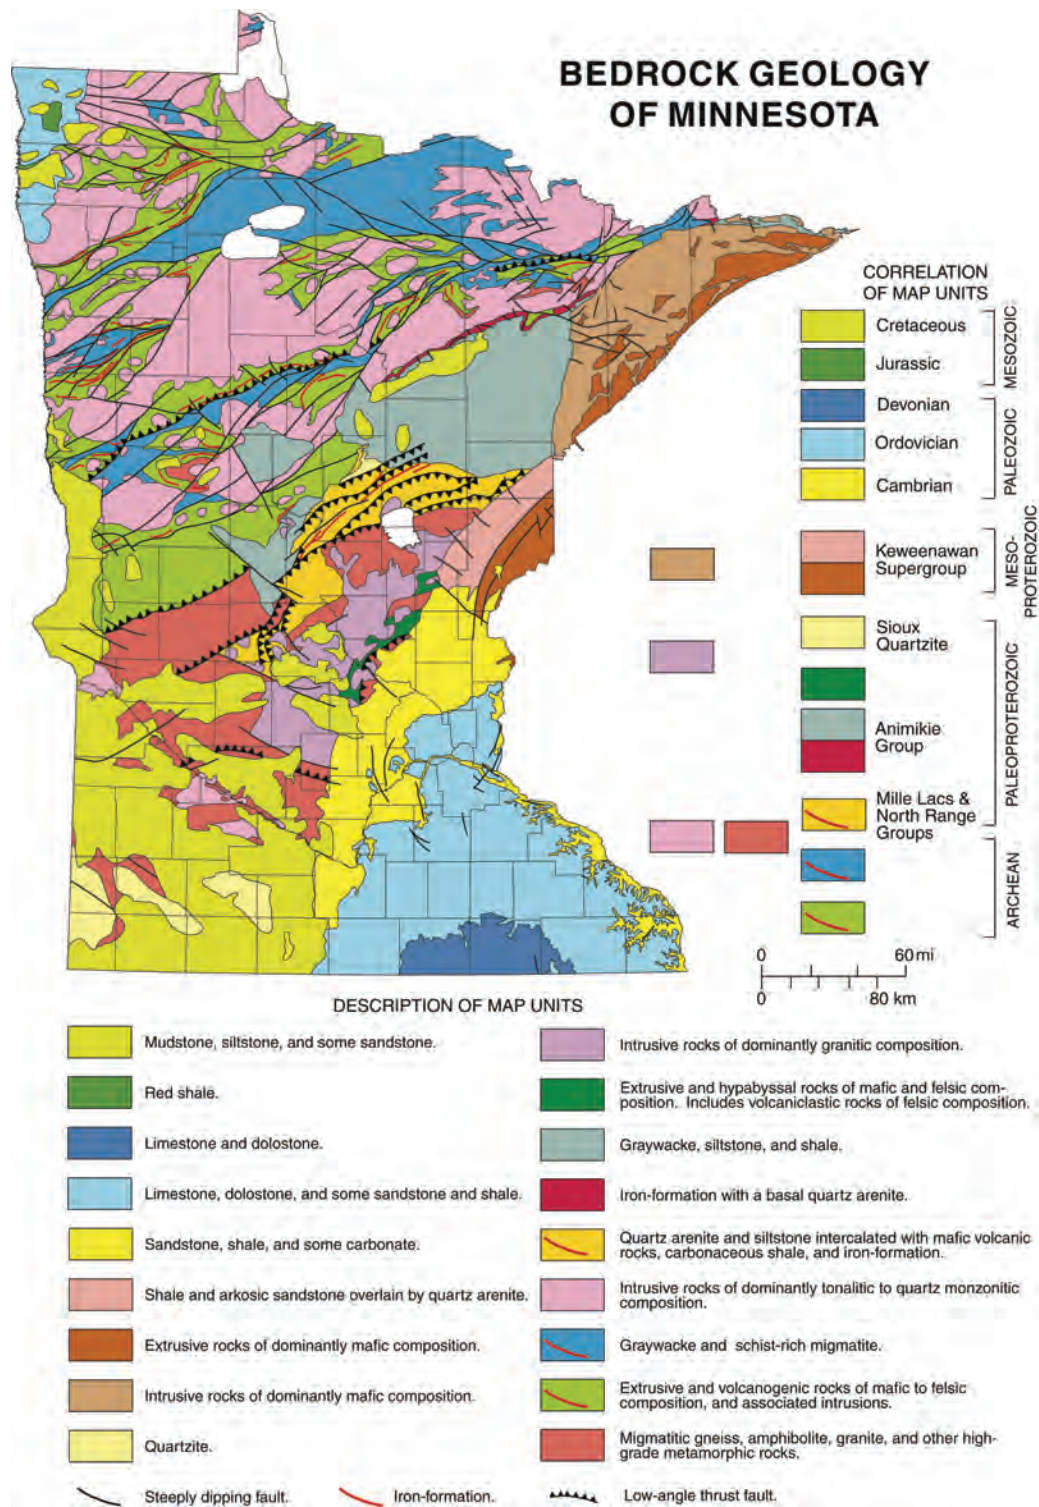 BEDROCK GEOLOGY
OF MINNESOTA
CORRELATION
OF MAP UNITS
Cretaceous
Jurassic
MESOZOIC
Devonian
Ordovician
Cambrian
PALEOZOIC
Keweenawan
Supergroup
MESO-
PROTEROZOIC
Sioux
Quartzite
Animikie
Group
PALEOPROTEROZOIC
Mille Lacs &
North Range
Groups
ARCHEAN
0 60 mi
0 80 km
DESCRIPTION OF MAP UNITS
Mudstone, siltstone, and some sandstone.
Red shale.
Limestone and dolostone.
Limestone, dolostone, and some sandstone and shale.
Sandstone, shale, and some carbonate.
Shale and arkosic sandstone overlain by quartz arenite.
Extrusive rocks of dominantly mafic composition.
Intrusive rocks of dominantly mafic composition.
Quartzite.
Intrusive rocks of dominantly granitic composition.
Extrusive and hypabyssal rocks of mafic and felsic com-
position. Includes volcaniclastic rocks of felsic composition.
Graywacke, siltstone, and shale.
Iron-formation with a basal quartz arenite.
Quartz arenite and siltstone intercalated with mafic volcanic
rocks, carbonaceous shale, and iron-formation.
Intrusive rocks of dominantly tonalitic to quartz monzonitic
composition.
Graywacke and schist-rich migmatite.
Extrusive and volcanogenic rocks of mafic to felsic
composition, and associated intrusions.
Migmatitic gneiss, amphibolite, granite, and other high-
grade metamorphic rocks.
Steeply dipping fault.
Iron-formation.
Low-angle thrust fault.